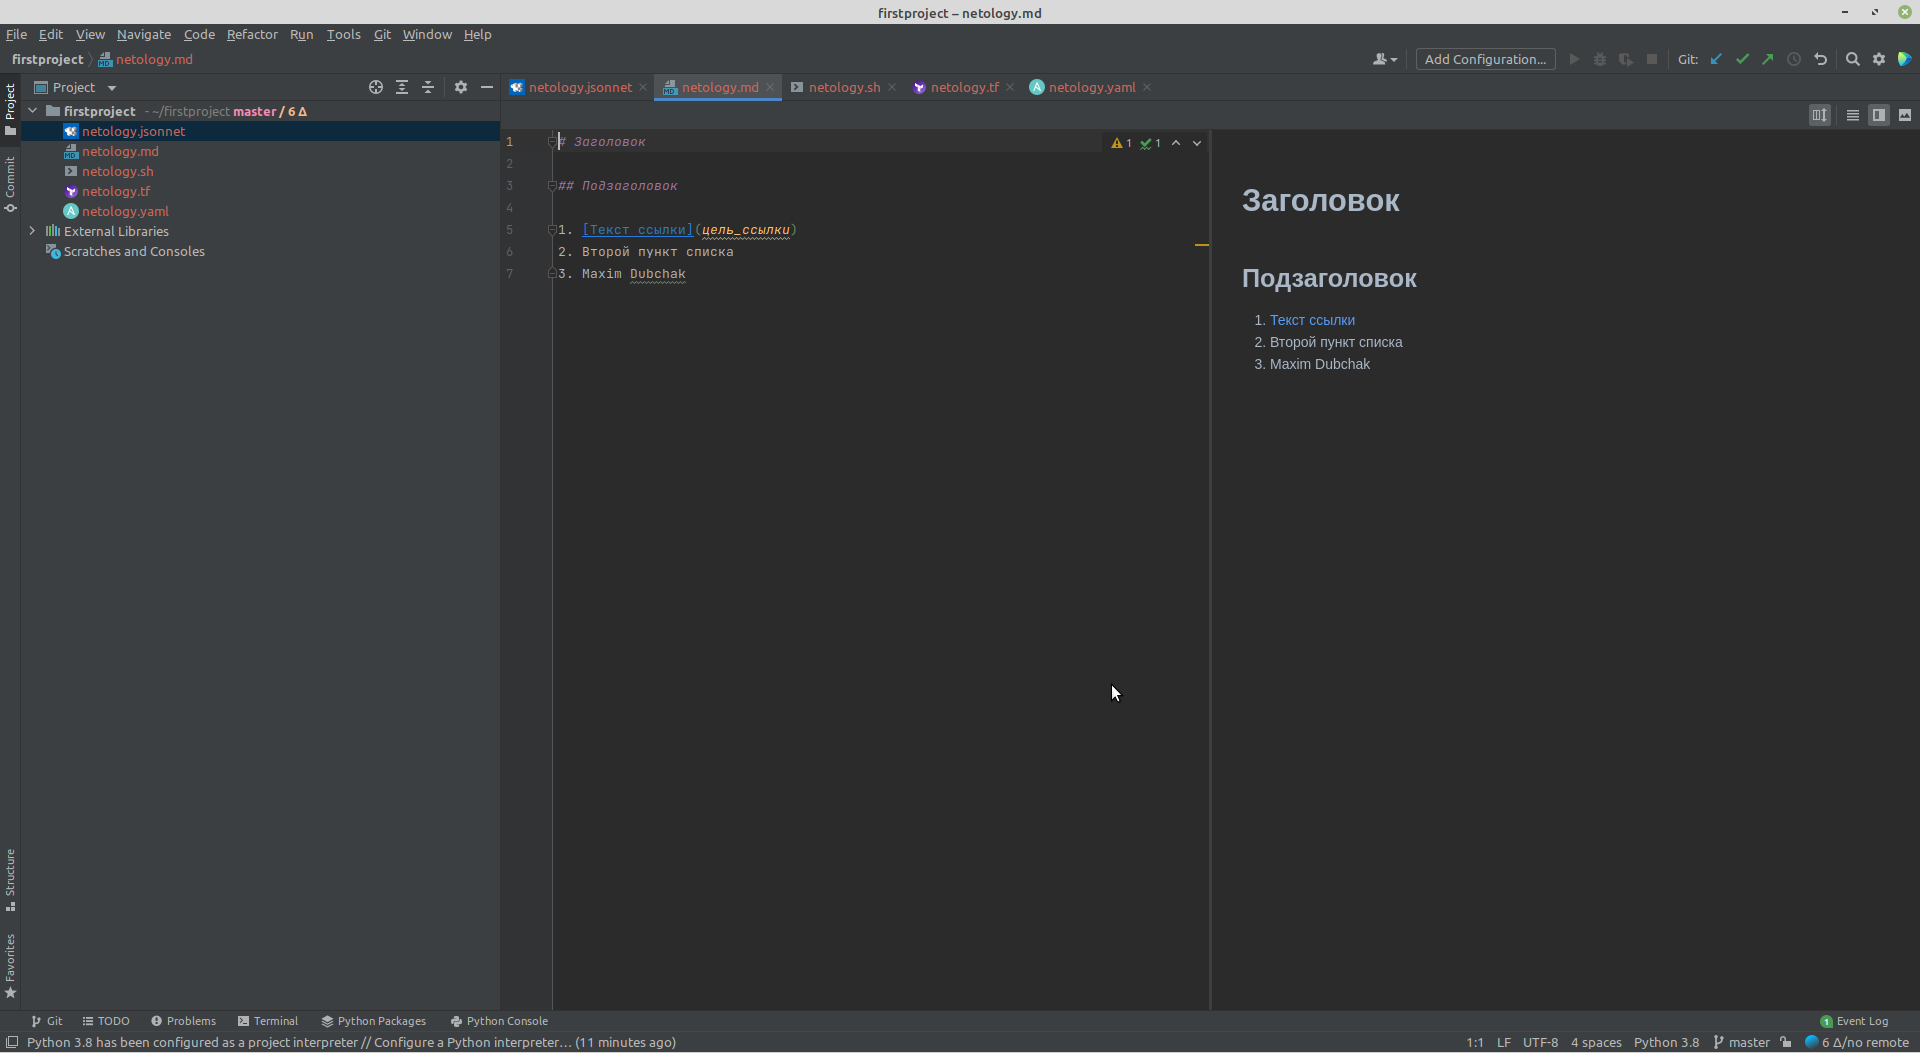 firstproject – netology.md
File Edit View Navigate Code Refactor Run Tools Git Window Help
firstproject netology.md Add Configuration... Git:
Project
netology.jsonnet netology.md netology.sh netology.tf netology.yaml
firstproject - ~/firstproject master / 6 Δ
netology.jsonnet
netology.md
netology.sh
netology.tf
netology.yaml
External Libraries
Scratches and Consoles
Project
Commit
Structure
Favorites
1 # Заголовок
2
3 ## Подзаголовок
4
5 1. [Текст ссылки](цель_ссылки)
6 2. Второй пункт списка
7 3. Maxim Dubchak
1 1
Заголовок
Подзаголовок
1. Текст ссылки
2. Второй пункт списка
3. Maxim Dubchak
Git TODO Problems Terminal Python Packages Python Console 1 Event Log
Python 3.8 has been configured as a project interpreter // Configure a Python interpreter... (11 minutes ago) 1:1 LF UTF-8 4 spaces Python 3.8 master 6 Δ/no remote